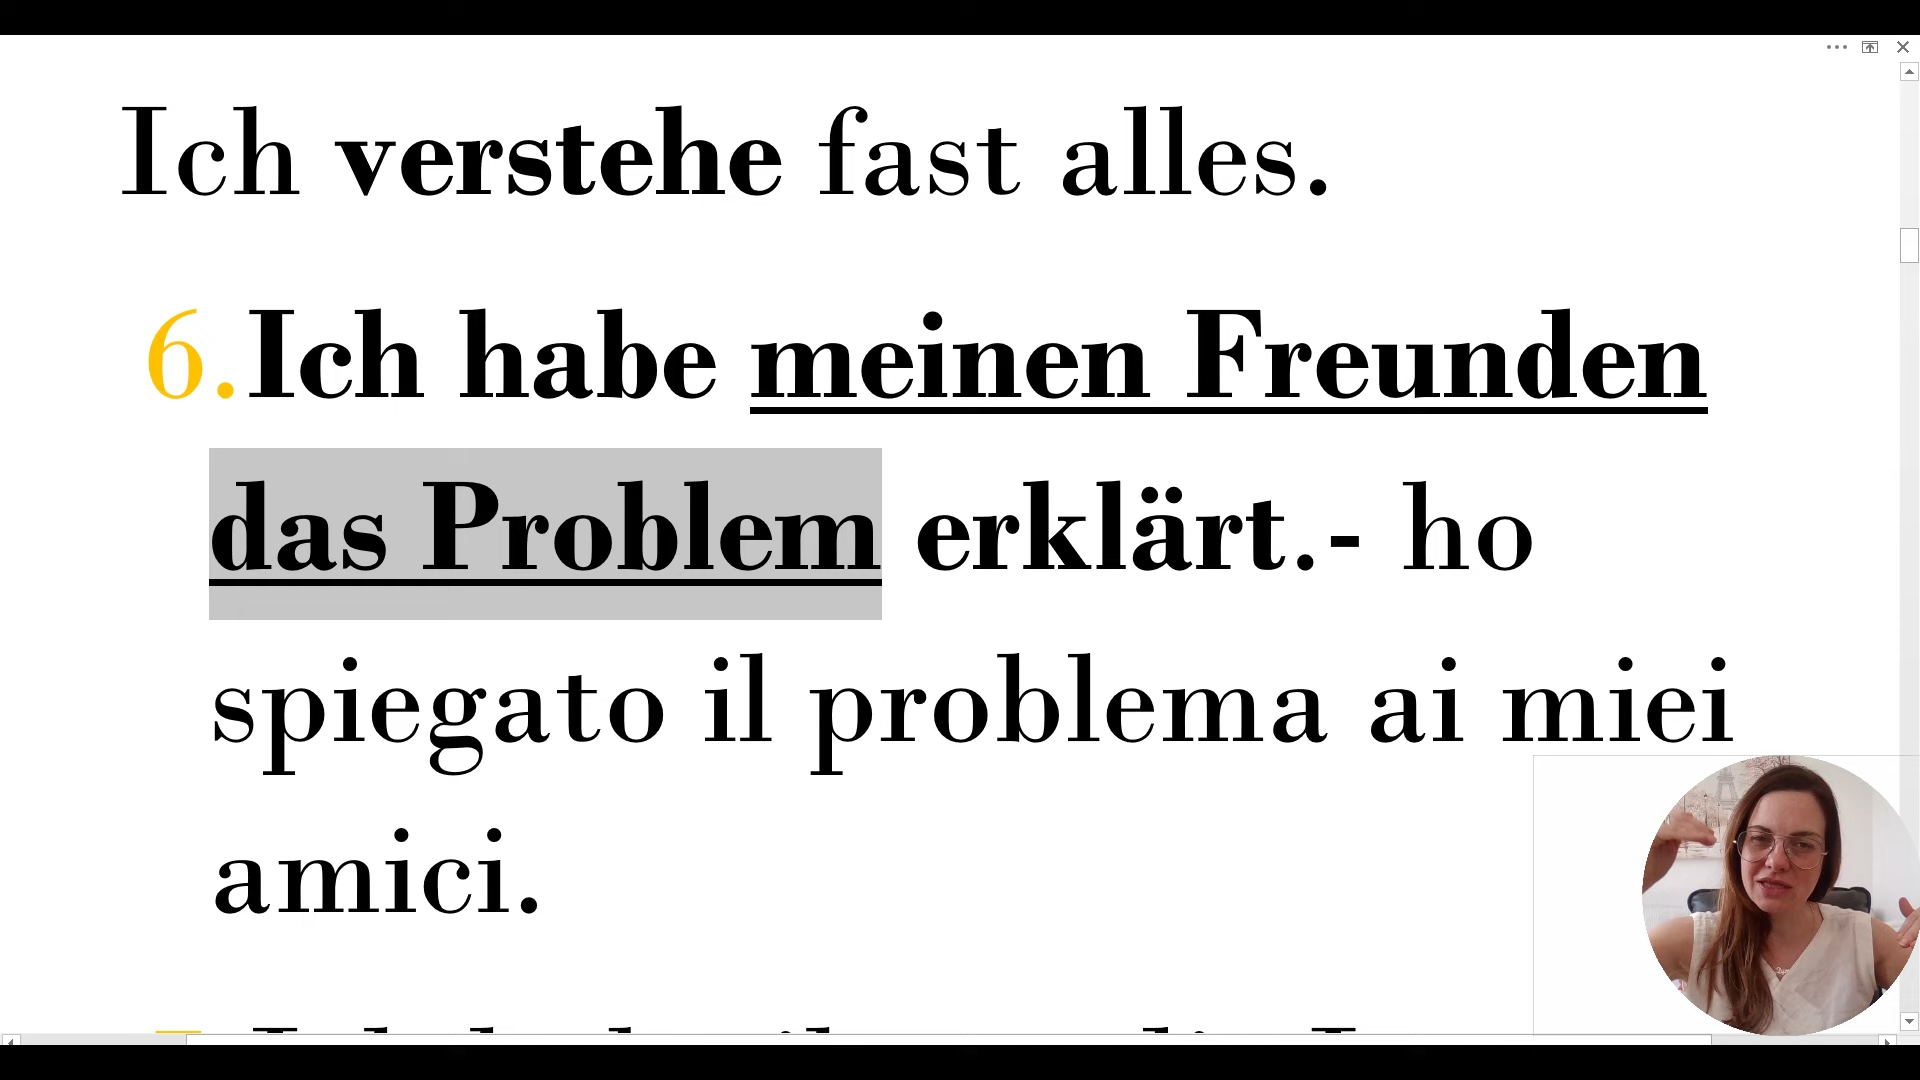 Ich verstehe fast alles.
6.Ich habe meinen Freunden
das Problem erklärt.- ho
spiegato il problema ai miei
amici.